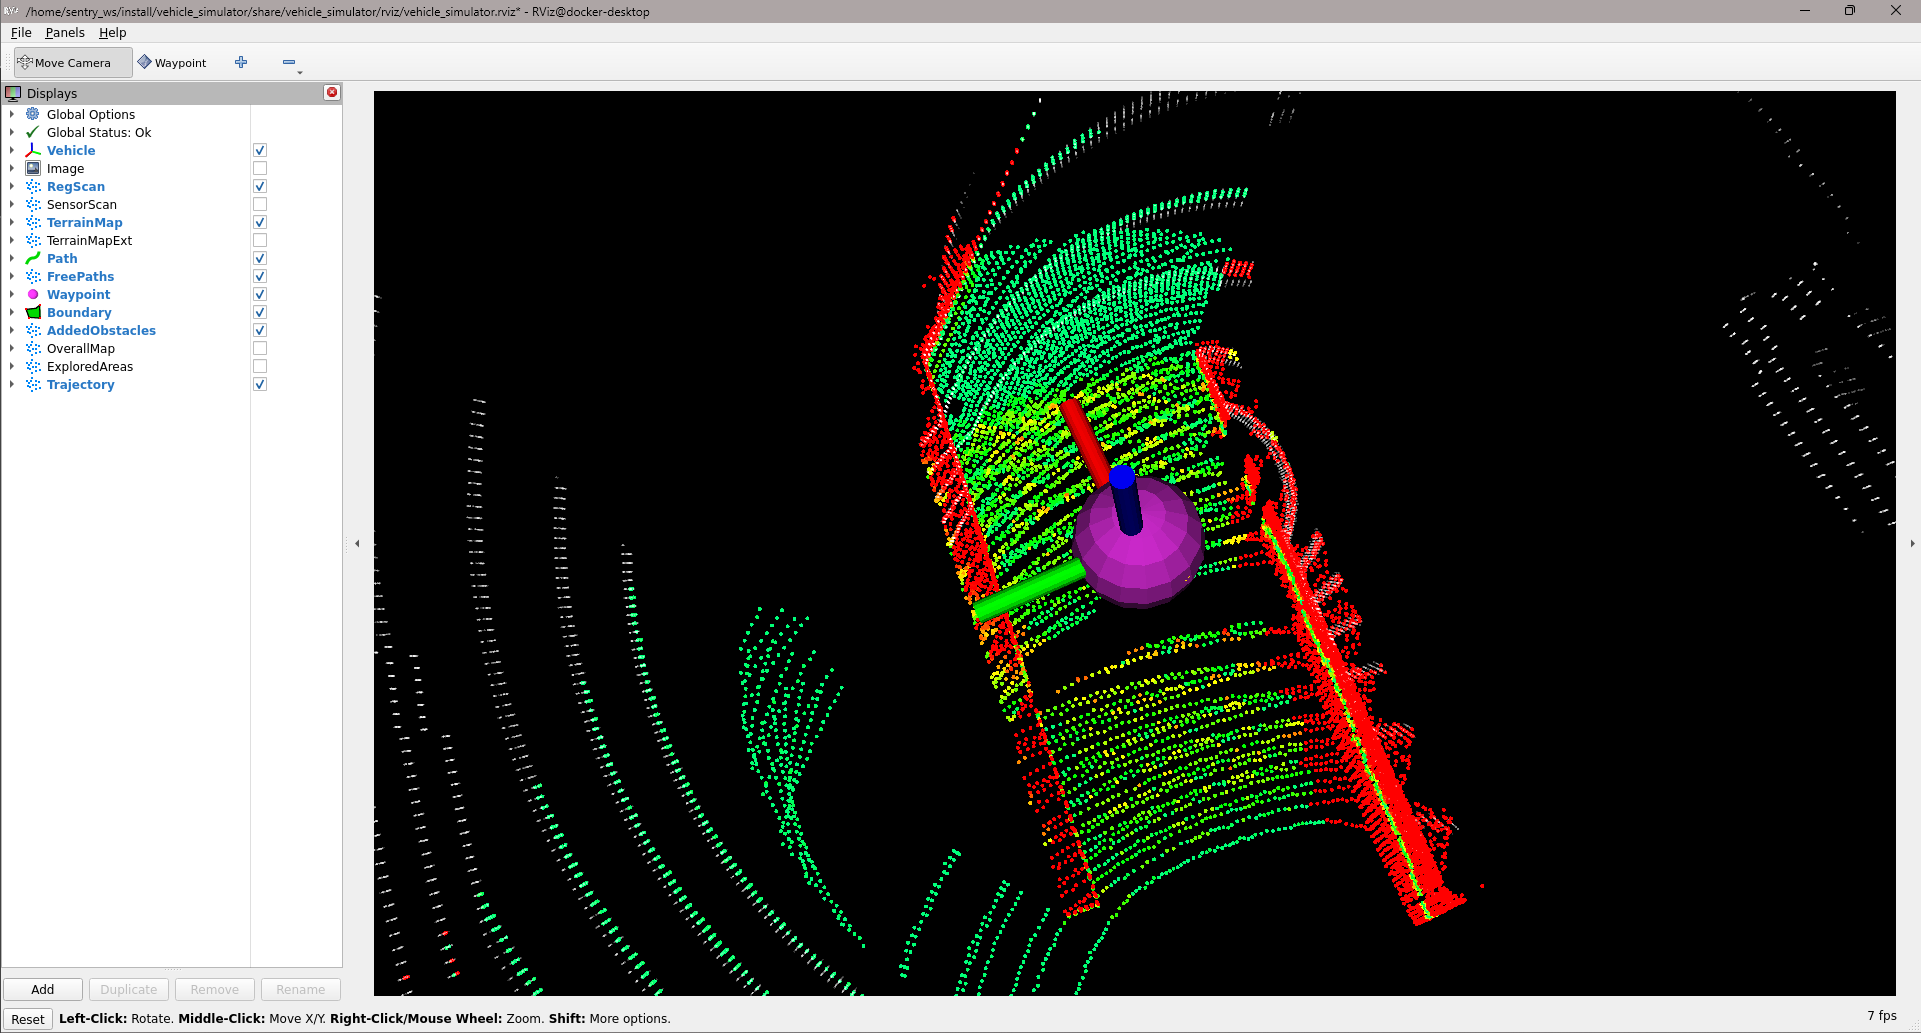 /home/sentry_ws/install/vehicle_simulator/share/vehicle_simulator/rviz/vehicle_simulator.rviz* - RViz@docker-desktop
File Panels Help
Move Camera Waypoint
Displays
Global Options
Global Status: Ok
Vehicle
Image
RegScan
SensorScan
TerrainMap
TerrainMapExt
Path
FreePaths
Waypoint
Boundary
AddedObstacles
OverallMap
ExploredAreas
Trajectory
Add Duplicate Remove Rename
Reset Left-Click: Rotate. Middle-Click: Move X/Y. Right-Click/Mouse Wheel: Zoom. Shift: More options. 7 fps